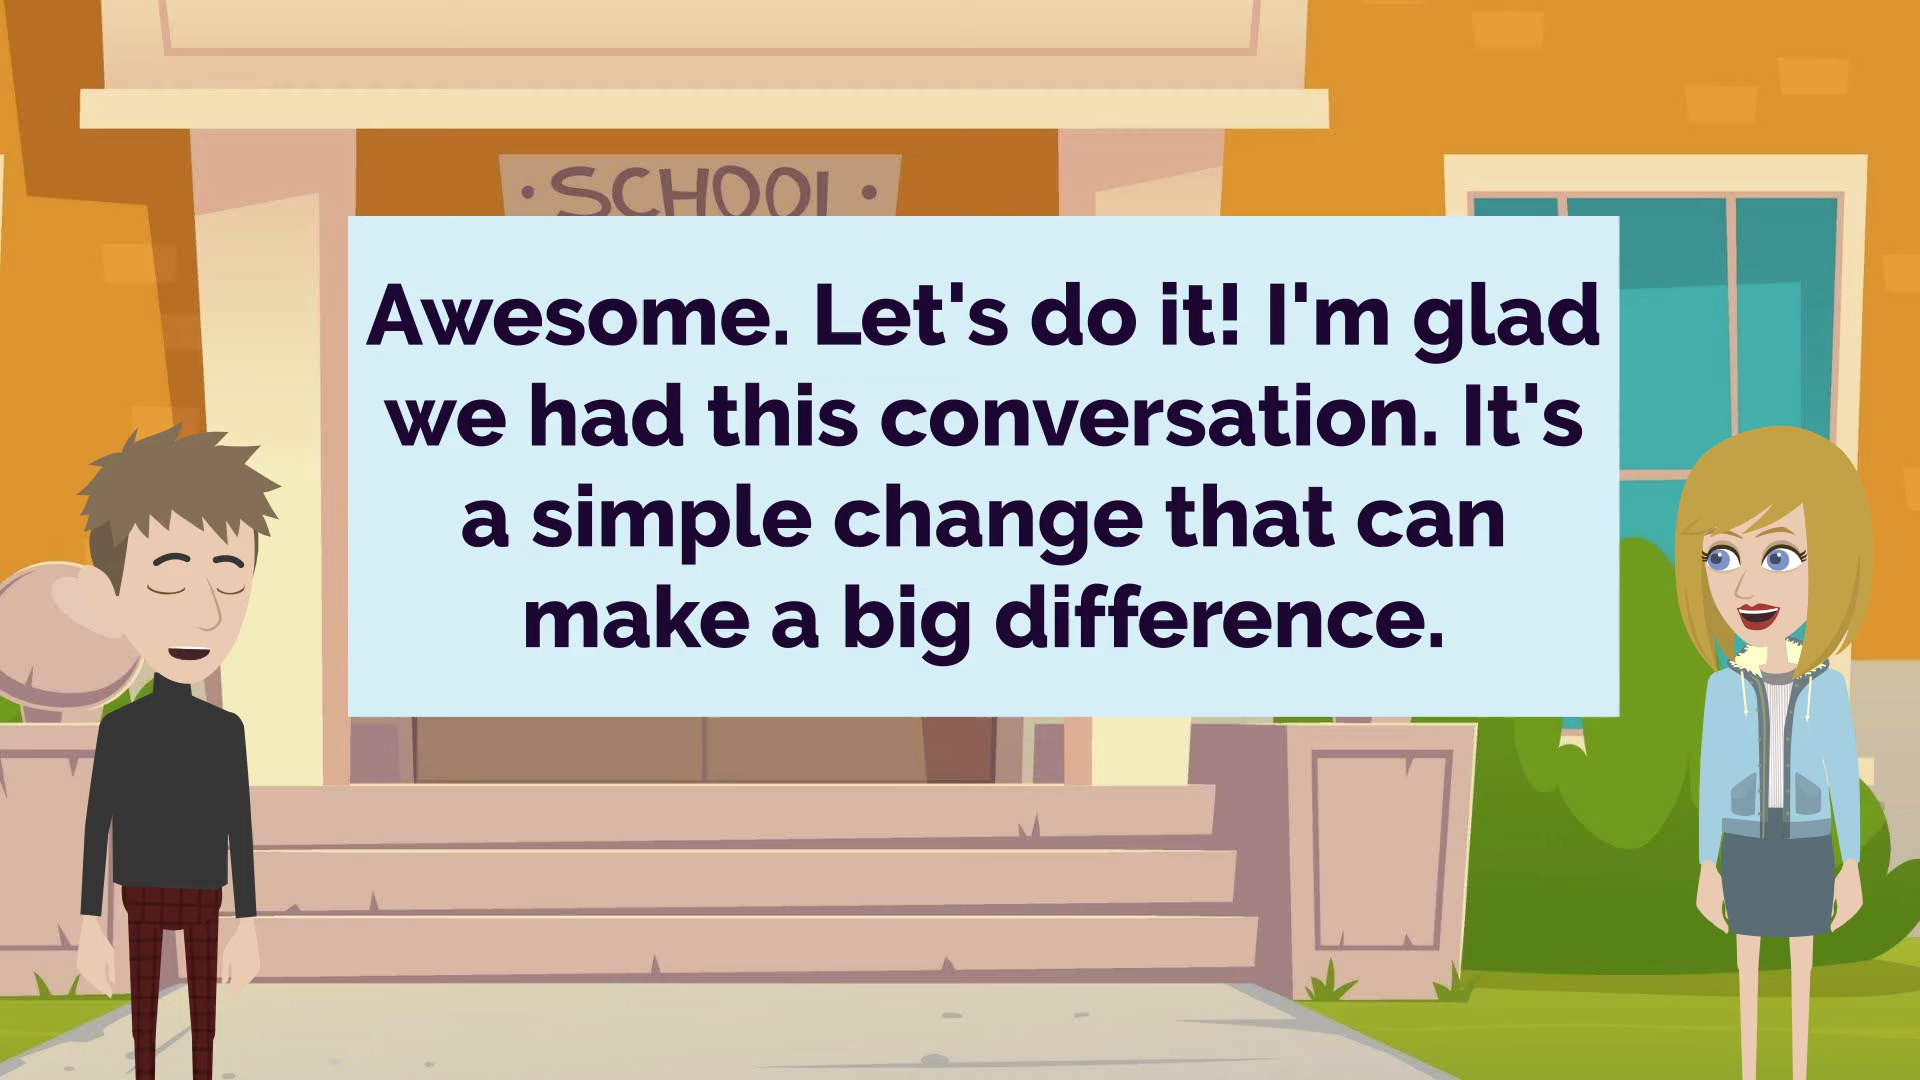 SCHOOL
Awesome. Let's do it! I'm glad
we had this conversation. It's
a simple change that can
make a big difference.